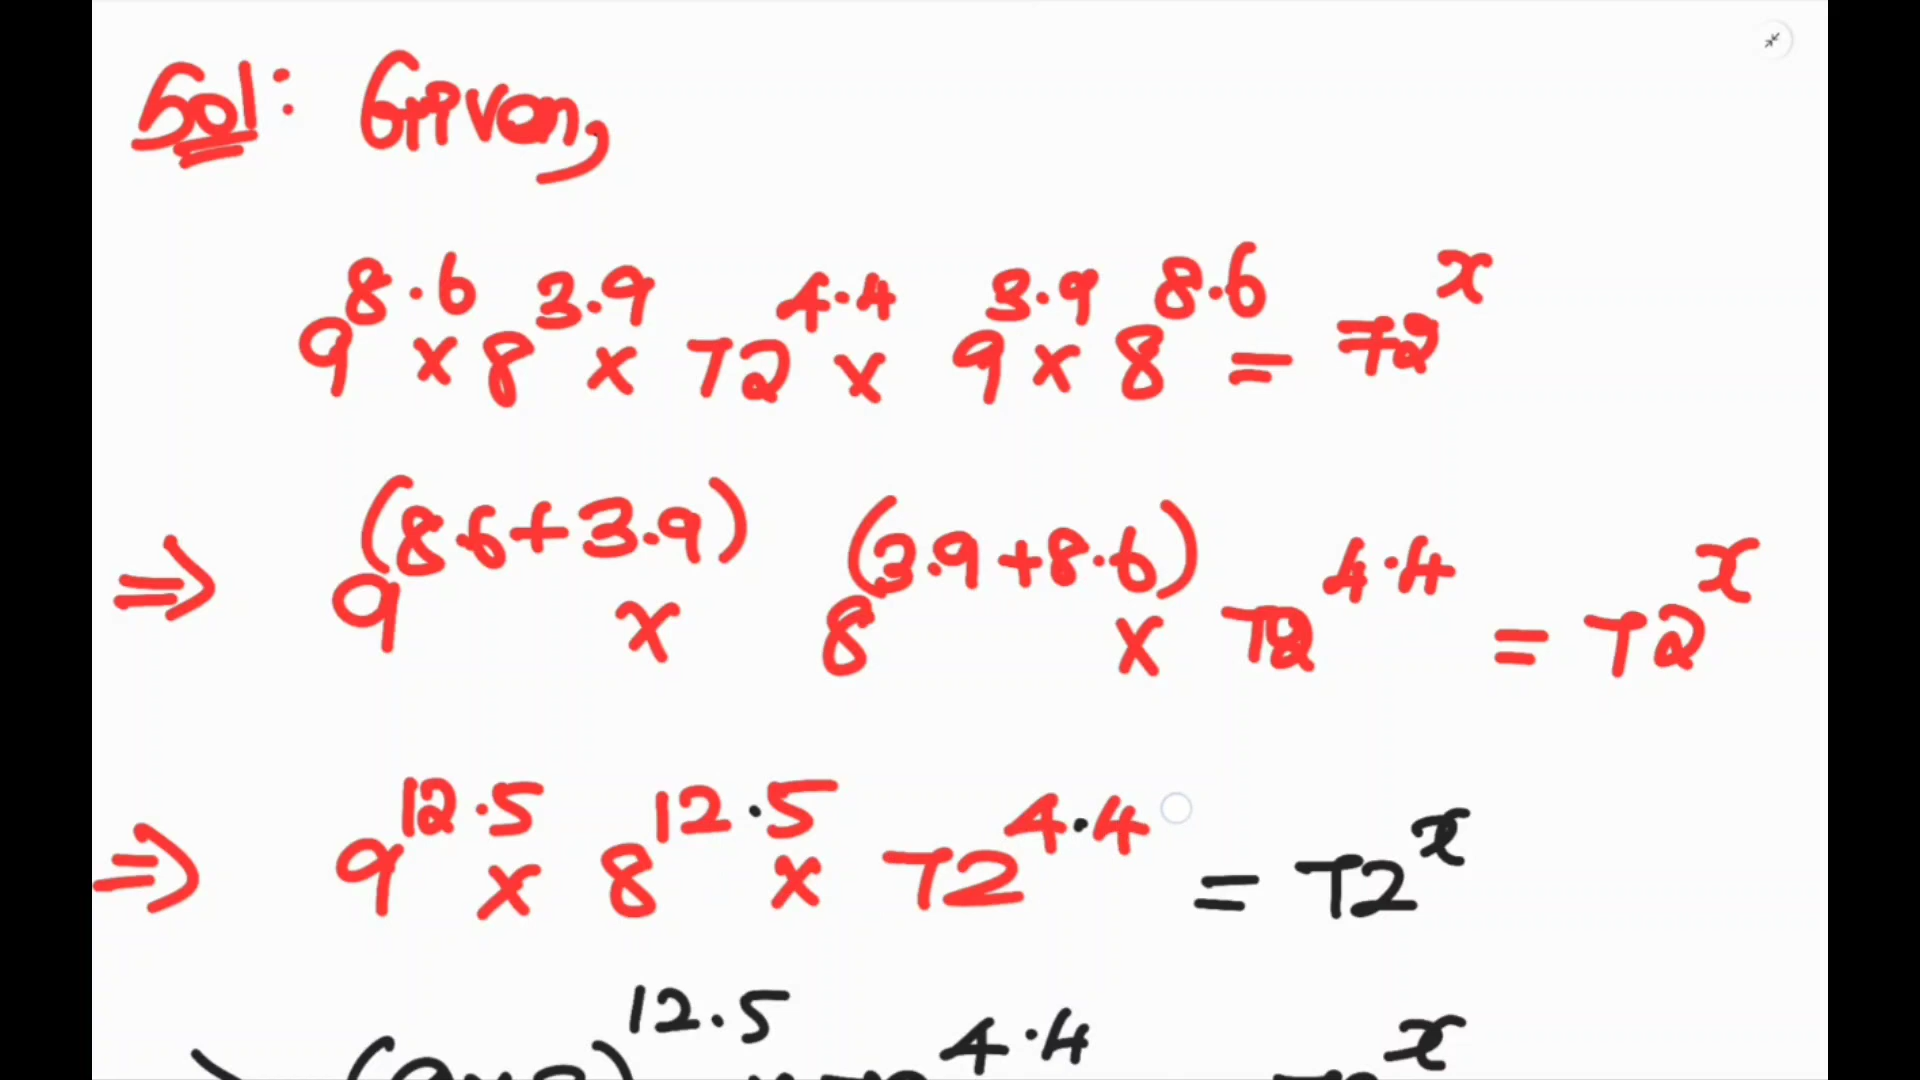 Sol: Given,
9^8.6 × 8^3.9 × 72^4.4 × 9^3.9 × 8^8.6 = 72^x
⇒ 9^(8.6+3.9) × 8^(3.9+8.6) × 72^4.4 = 72^x
⇒ 9^12.5 × 8^12.5 × 72^4.4 = 72^x